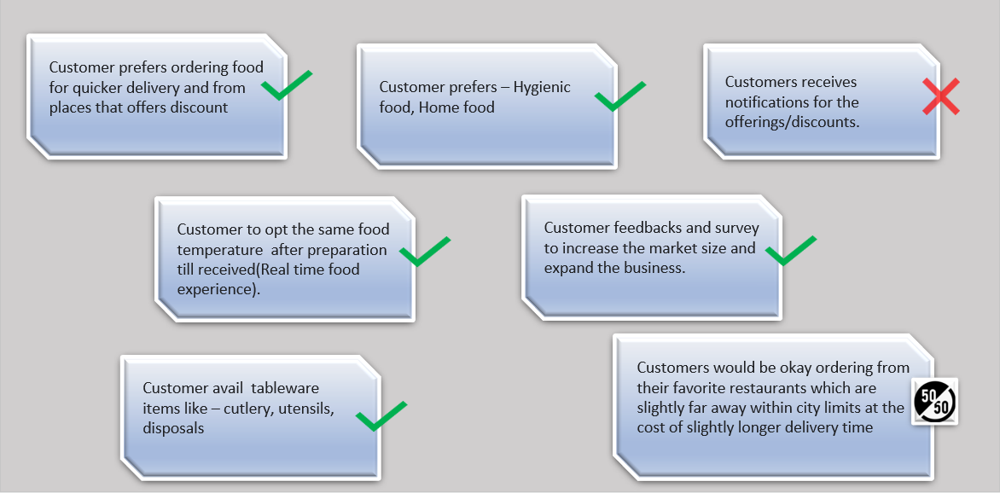 Customer prefers ordering food
for quicker delivery and from
places that offers discount
Customer prefers – Hygienic
food, Home food
Customers receives
notifications for the
offerings/discounts.
Customer to opt the same food
temperature  after preparation
till received(Real time food
experience).
Customer feedbacks and survey
to increase the market size and
expand the business.
Customer avail  tableware
items like – cutlery, utensils,
disposals
Customers would be okay ordering from
their favorite restaurants which are
slightly far away within city limits at the
cost of slightly longer delivery time
50
50